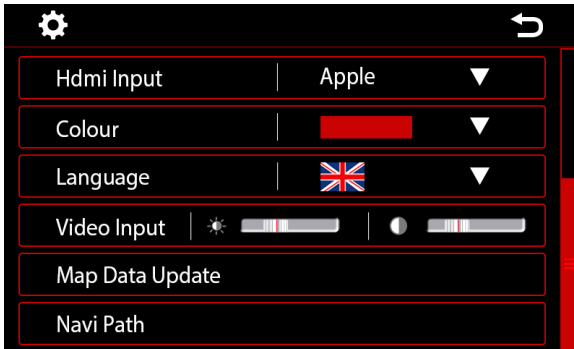 Hdmi Input Apple
Colour
Language
Video Input
Map Data Update
Navi Path